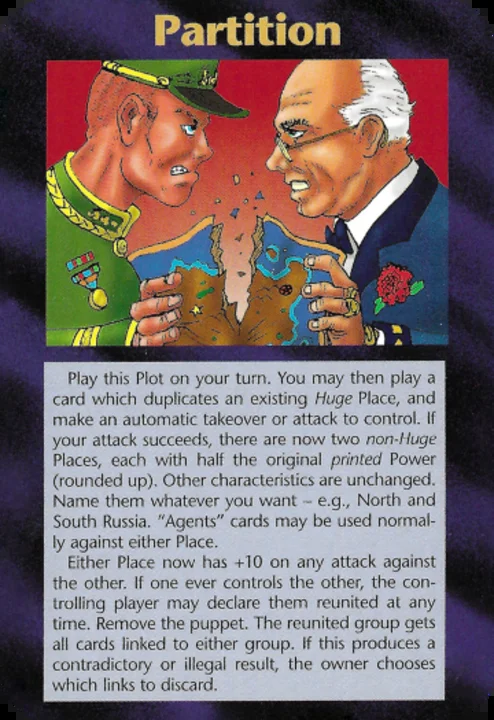 Partition
Play this Plot on your turn. You may then play a
card which duplicates an existing Huge Place, and
make an automatic takeover or attack to control. If
your attack succeeds, there are now two non-Huge
Places, each with half the original printed Power
(rounded up). Other characteristics are unchanged.
Name them whatever you want – e.g., North and
South Russia. “Agents” cards may be used normal-
ly against either Place.
Either Place now has +10 on any attack against
the other. If one ever controls the other, the con-
trolling player may declare them reunited at any
time. Remove the puppet. The reunited group gets
all cards linked to either group. If this produces a
contradictory or illegal result, the owner chooses
which links to discard.